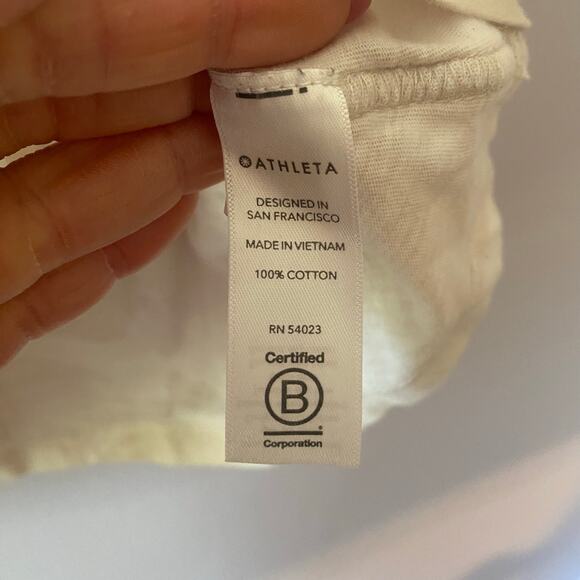 ATHLETA
DESIGNED IN
SAN FRANCISCO
MADE IN VIETNAM
100% COTTON
RN 54023
Certified
B
Corporation